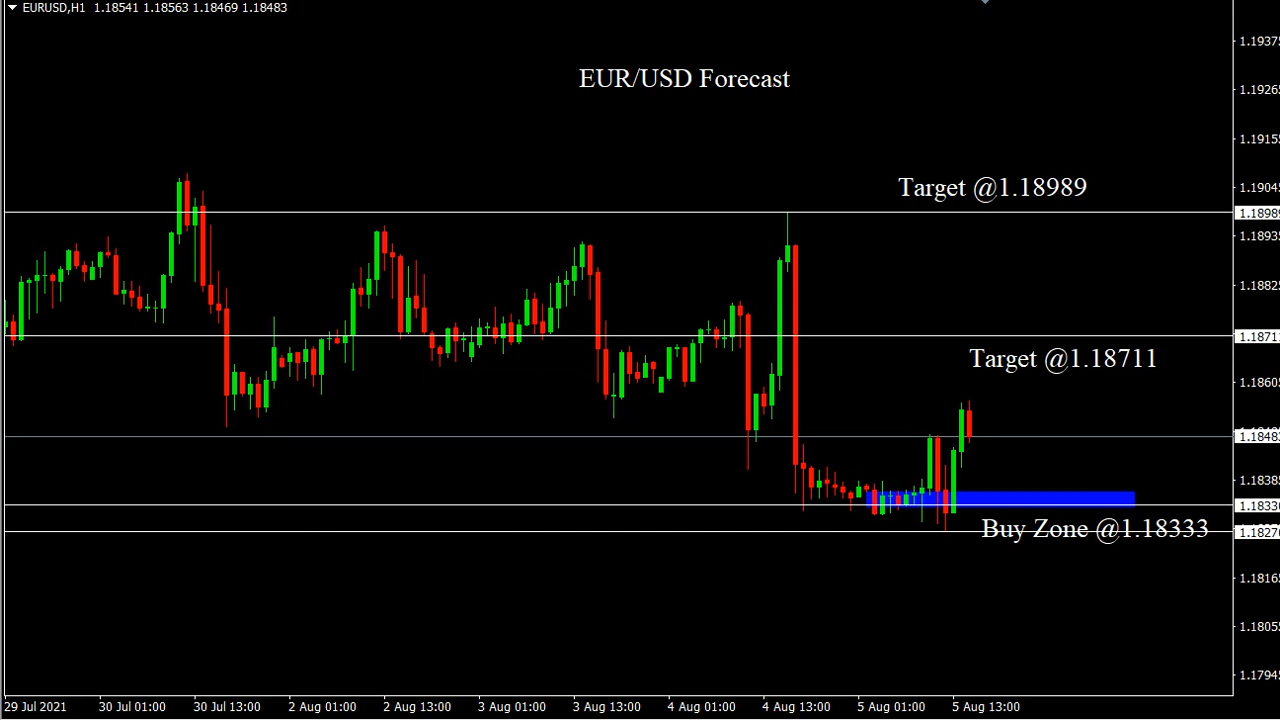 EURUSD,H1 1.18541 1.18563 1.18469 1.18483
EUR/USD Forecast
Target @1.18989
Target @1.18711
Buy Zone @1.18333
1.19375
1.19265
1.19155
1.19045
1.18989
1.18935
1.18825
1.18711
1.18605
1.18483
1.18385
1.18165
1.18055
1.17945
29 Jul 2021
30 Jul 01:00
30 Jul 13:00
2 Aug 01:00
2 Aug 13:00
3 Aug 01:00
3 Aug 13:00
4 Aug 01:00
4 Aug 13:00
5 Aug 01:00
5 Aug 13:00